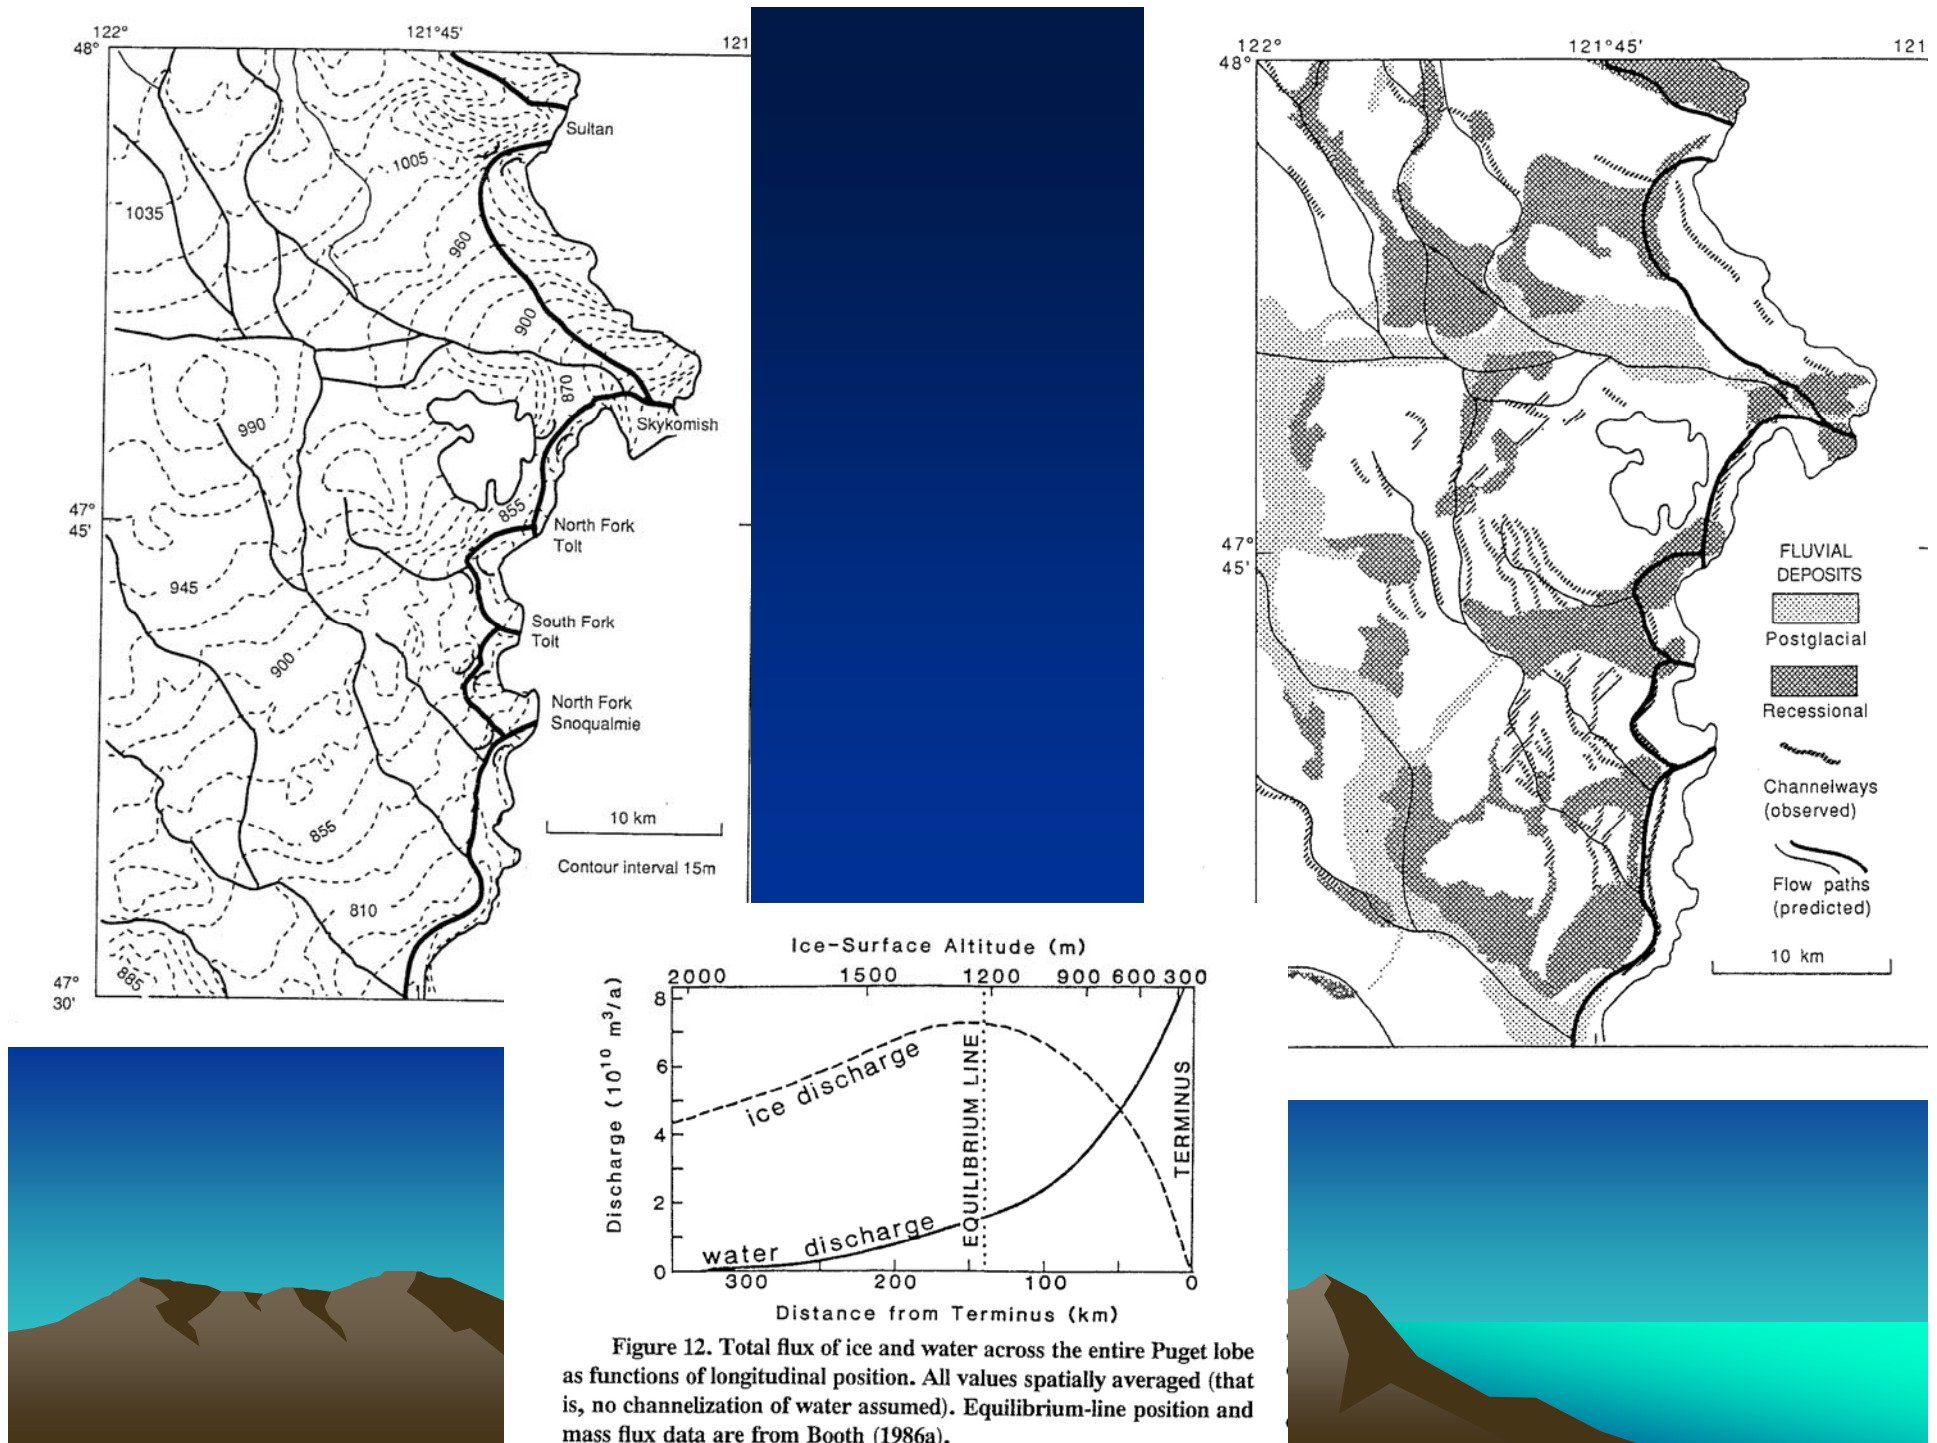 122°
121°45'
121
48°
Sultan
1005
1035
960
900
870
990
Skykomish
47°
45'
855
North Fork
Tolt
945
South Fork
Tolt
900
North Fork
Snoqualmie
10 km
855
Contour interval 15m
810
885
47°
30'
122°
121°45'
121
48°
47°
45'
FLUVIAL
DEPOSITS
Postglacial
Recessional
Channelways
(observed)
Flow paths
(predicted)
10 km
Ice-Surface Altitude (m)
2000 1500 1200 900 600 300
Discharge (10¹⁰ m³/a)
8
6
4
2
0
ice discharge
water discharge
EQUILIBRIUM LINE
TERMINUS
300 200 100 0
Distance from Terminus (km)
Figure 12. Total flux of ice and water across the entire Puget lobe
as functions of longitudinal position. All values spatially averaged (that
is, no channelization of water assumed). Equilibrium-line position and
mass flux data are from Booth (1986a).